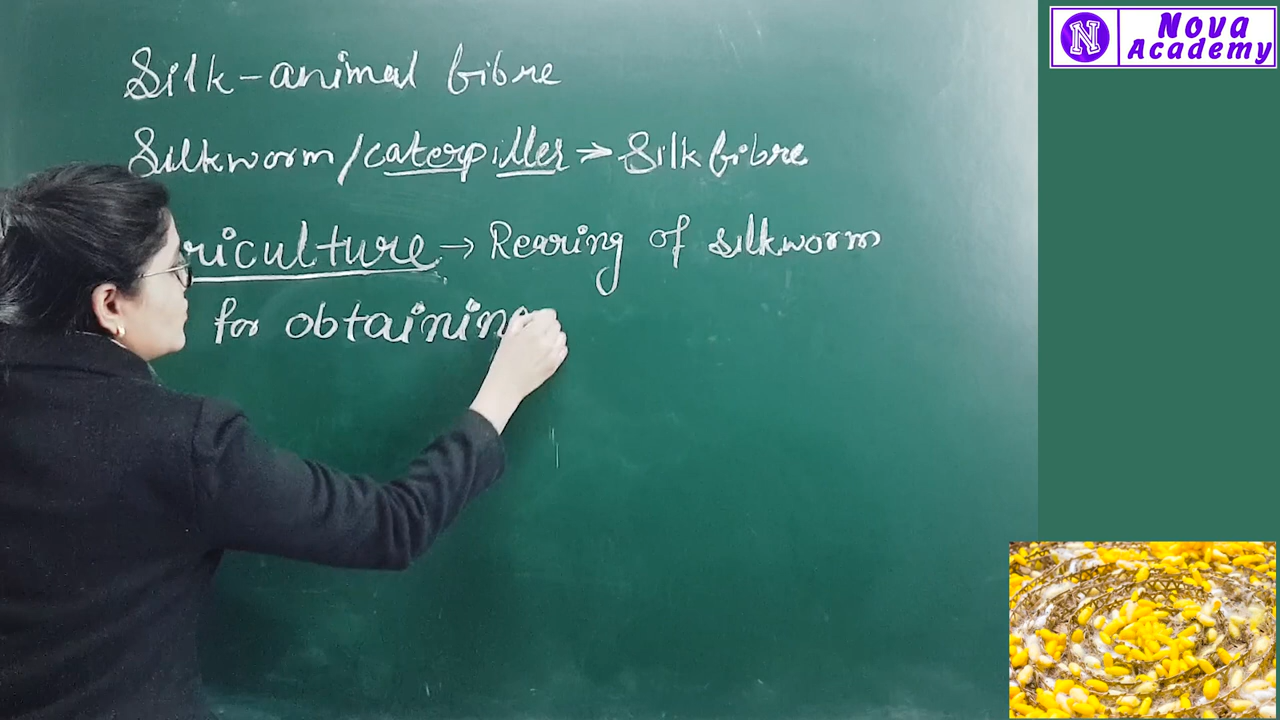 Silk-animal fibre
Silkworm/caterpiller → Silk fibre
riculture → Rearing of silkworm
for obtaining
N
Nova
Academy